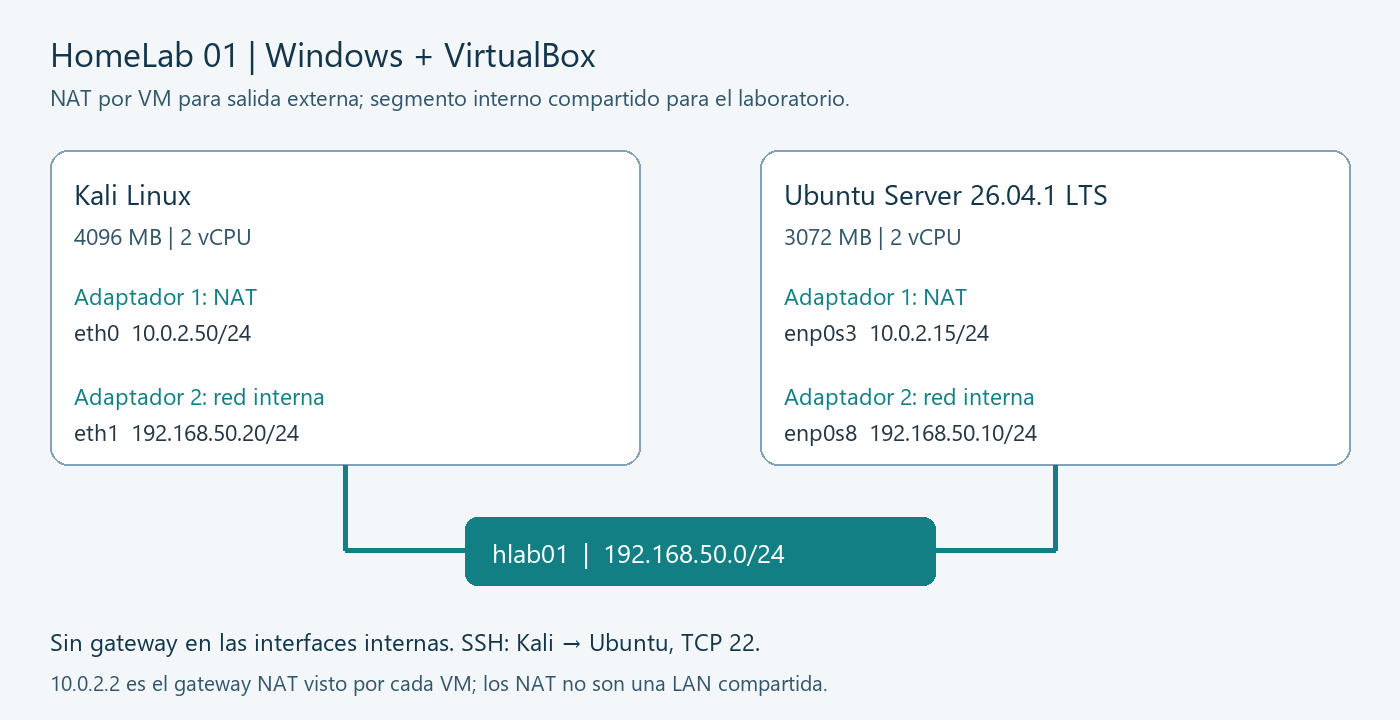 HomeLab 01 | Windows + VirtualBox
NAT por VM para salida externa; segmento interno compartido para el laboratorio.
Kali Linux
4096 MB | 2 vCPU
Adaptador 1: NAT
eth0 10.0.2.50/24
Adaptador 2: red interna
eth1 192.168.50.20/24
Ubuntu Server 26.04.1 LTS
3072 MB | 2 vCPU
Adaptador 1: NAT
enp0s3 10.0.2.15/24
Adaptador 2: red interna
enp0s8 192.168.50.10/24
hlab01 | 192.168.50.0/24
Sin gateway en las interfaces internas. SSH: Kali → Ubuntu, TCP 22.
10.0.2.2 es el gateway NAT visto por cada VM; los NAT no son una LAN compartida.